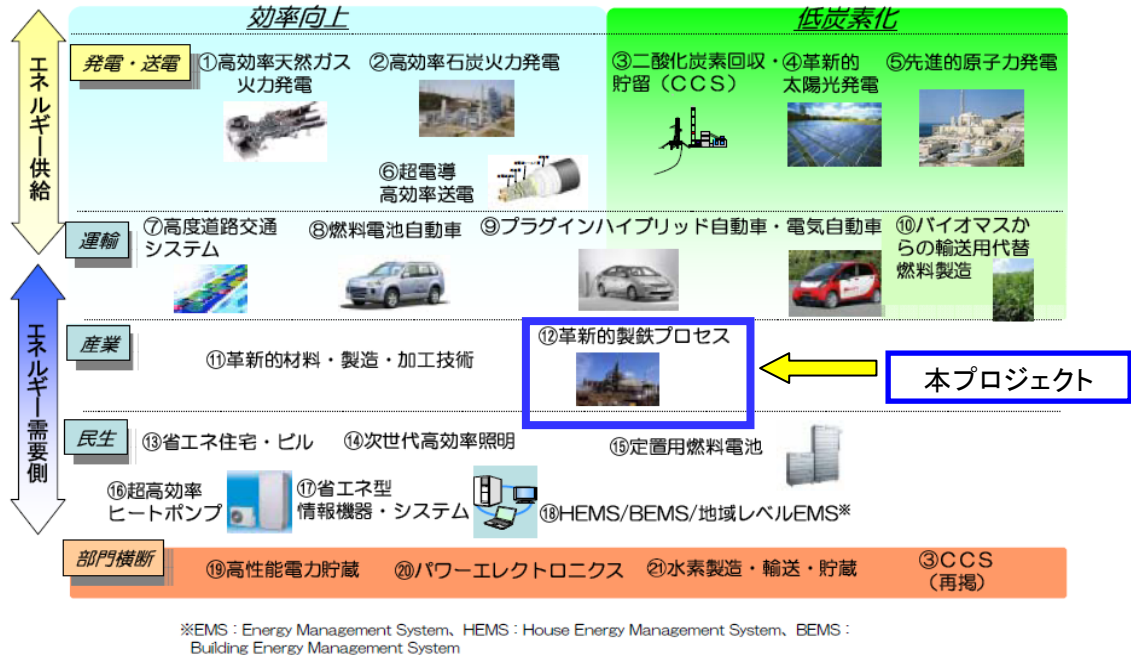 効率向上
低炭素化
エネルギー供給
発電・送電
①高効率天然ガス
火力発電
②高効率石炭火力発電
③二酸化炭素回収・
貯留(CCS)
④革新的
太陽光発電
⑤先進的原子力発電
⑥超電導
高効率送電
運輸
⑦高度道路交通
システム
⑧燃料電池自動車
⑨プラグインハイブリッド自動車・電気自動車
⑩バイオマスか
らの輸送用代替
燃料製造
エネルギー需要側
産業
⑪革新的材料・製造・加工技術
⑫革新的製鉄プロセス
本プロジェクト
民生
⑬省エネ住宅・ビル
⑭次世代高効率照明
⑮定置用燃料電池
⑯超高効率
ヒートポンプ
⑰省エネ型
情報機器・システム
⑱HEMS/BEMS/地域レベルEMS※
部門横断
⑲高性能電力貯蔵
⑳パワーエレクトロニクス
㉑水素製造・輸送・貯蔵
③CCS
(再掲)
※EMS:Energy Management System、HEMS:House Energy Management System、BEMS:
Building Energy Management System